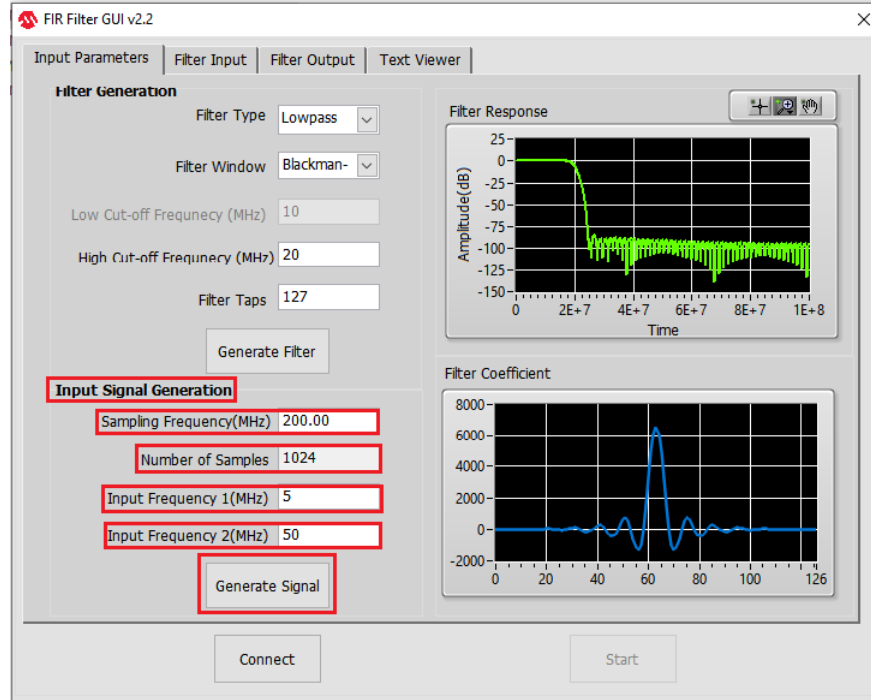 FIR Filter GUI v2.2
Input Parameters
Filter Input
Filter Output
Text Viewer
Filter Generation
Filter Type Lowpass
Filter Window Blackman-
Low Cut-off Frequnecy (MHz) 10
High Cut-off Frequnecy (MHz) 20
Filter Taps 127
Generate Filter
Input Signal Generation
Sampling Frequency(MHz) 200.00
Number of Samples 1024
Input Frequency 1(MHz) 5
Input Frequency 2(MHz) 50
Generate Signal
Filter Response
Amplitude(dB)
25
0
-25
-50
-75
-100
-125
-150
0 2E+7 4E+7 6E+7 8E+7 1E+8
Time
Filter Coefficient
8000
6000
4000
2000
0
-2000
0 20 40 60 80 100 126
Connect
Start